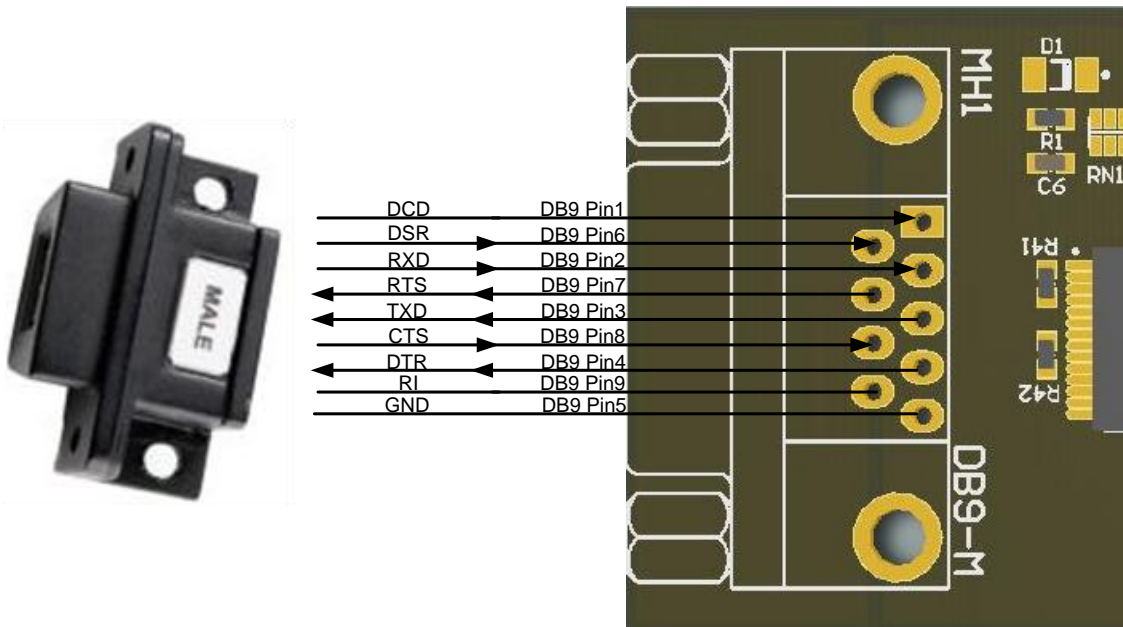 MALE
DCD DB9 Pin1
DSR DB9 Pin6
RXD DB9 Pin2
RTS DB9 Pin7
TXD DB9 Pin3
CTS DB9 Pin8
DTR DB9 Pin4
RI DB9 Pin9
GND DB9 Pin5
MH1
DB9-M
D1
R1
C6
RN1
R41
R42